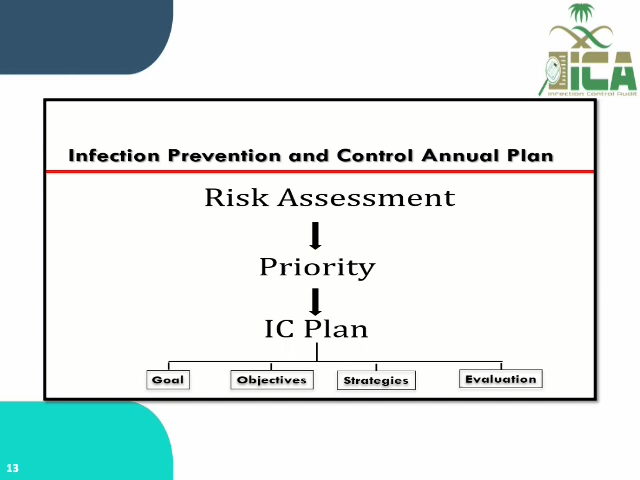 iCA
Infection Control Audit
Infection Prevention and Control Annual Plan
Risk Assessment
Priority
IC Plan
Goal
Objectives
Strategies
Evaluation
13